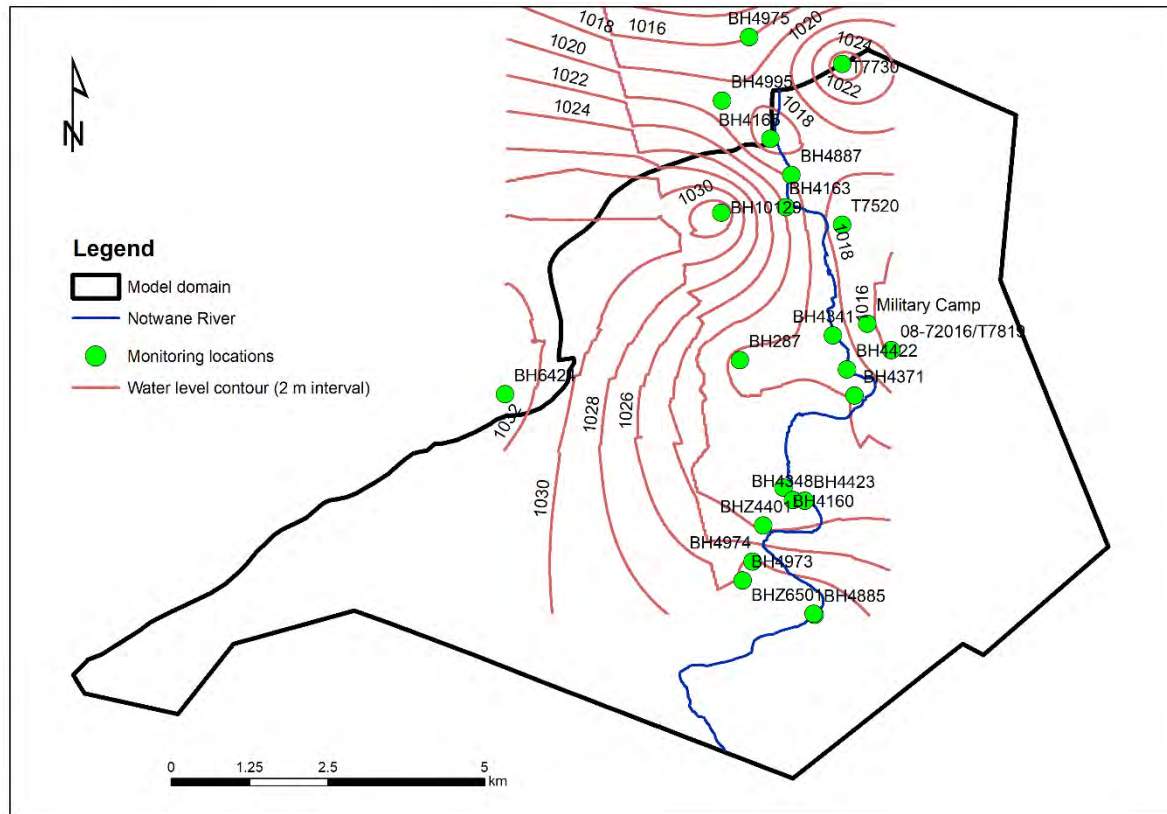 BH4975
1018
1016
1020
1020
1024
T7730
1022
1022
BH4995
1024
1018
BH4165
BH4887
BH4163
1030
BH10129
T7520
1018
N
Legend
Model domain
Notwane River
Monitoring locations
Water level contour (2 m interval)
1016
Military Camp
BH4341
08-72016/T7819
BH287
BH4422
BH6424
BH4371
1032
1028
1026
1030
BH4348
BH4423
BH4160
BHZ4401
BH4974
BH4973
BHZ6501
BH4885
0
1.25
2.5
5
km